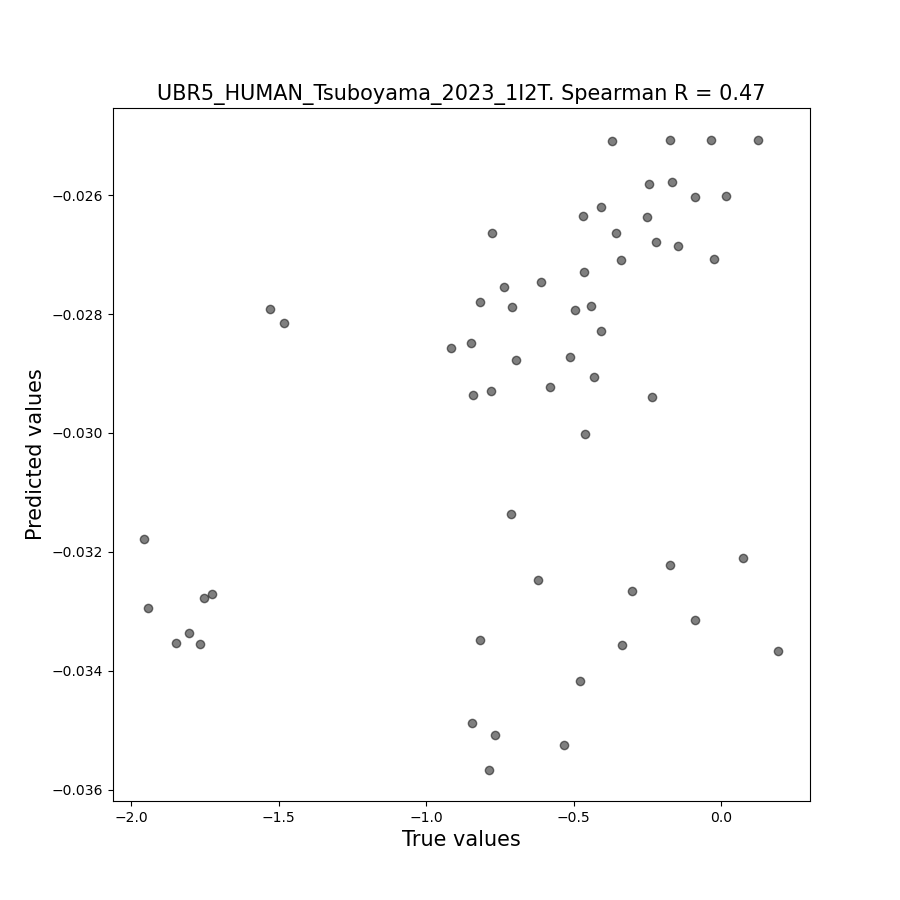 UBR5_HUMAN_Tsuboyama_2023_1I2T. Spearman R = 0.47
−0.026
−0.028
−0.030
−0.032
−0.034
−0.036
Predicted values
−2.0 −1.5 −1.0 −0.5 0.0
True values